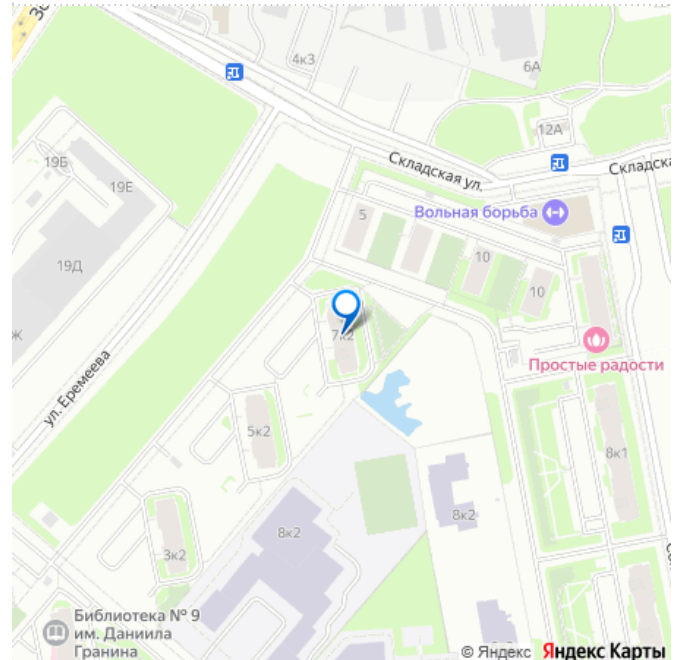 Зо
4к3
6А
12А
Складская ул.
Складска
19Б
19Е
Вольная борьба
5
10
10
19Д
Ж
7к2
Простые радости
ул. Еремеева
5к2
8к1
8к2
8к2
3к2
Библиотека № 9
им. Даниила
Гранина
© Яндекс Яндекс Карты